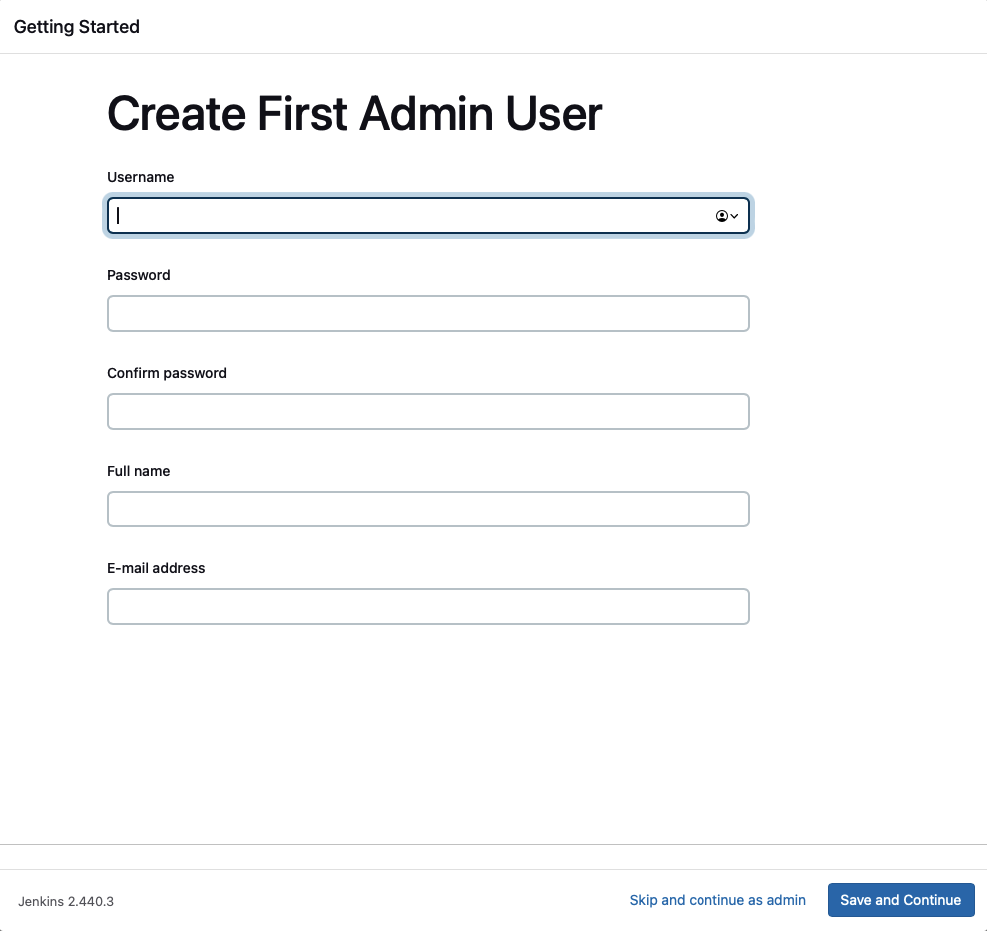 Getting Started
Create First Admin User
Username
Password
Confirm password
Full name
E-mail address
Jenkins 2.440.3
Skip and continue as admin
Save and Continue